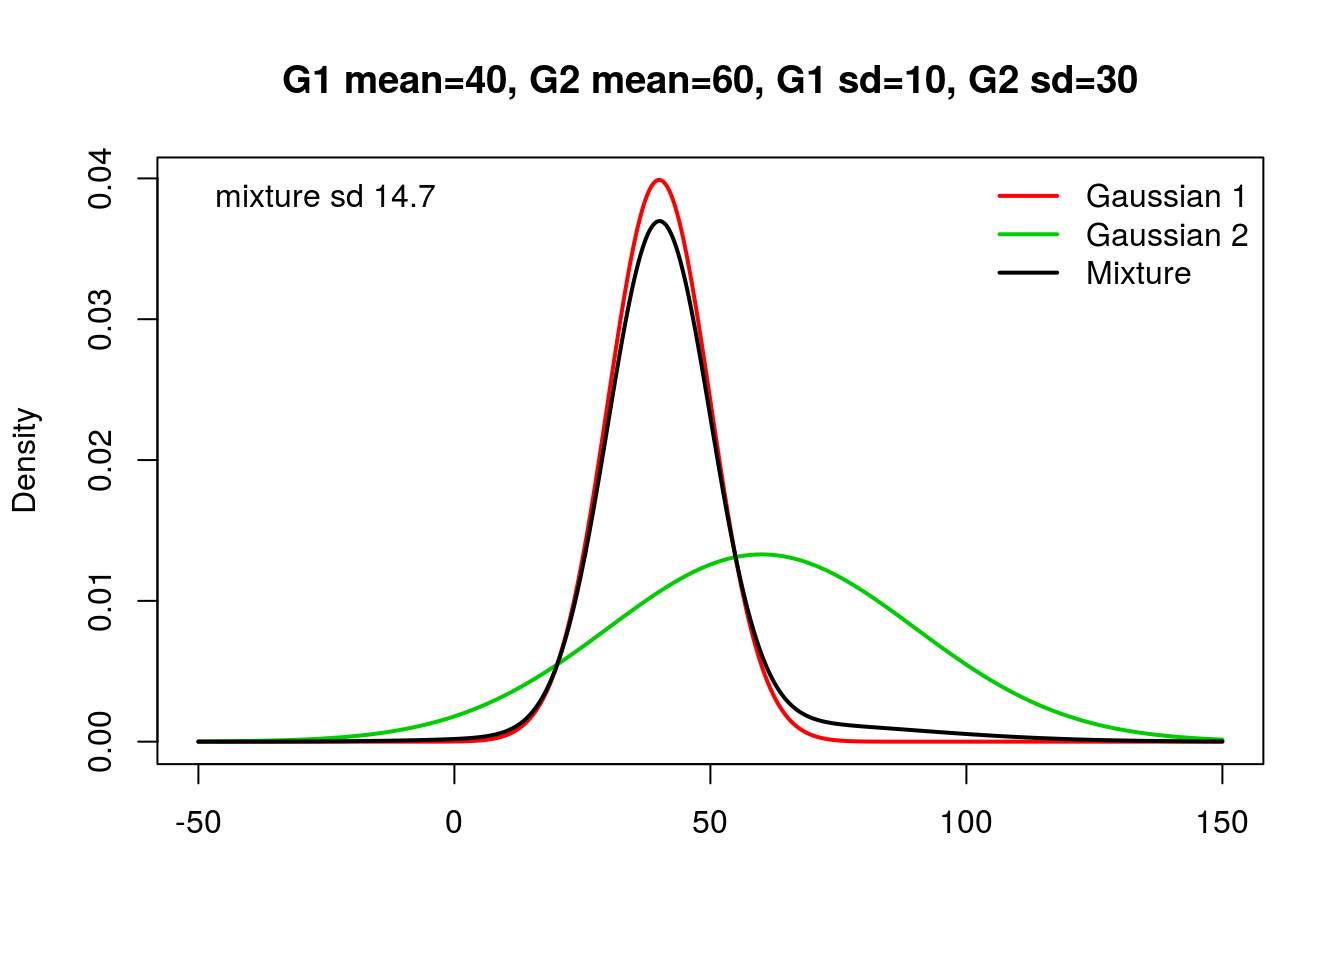 G1 mean=40, G2 mean=60, G1 sd=10, G2 sd=30
mixture sd 14.7
Gaussian 1
Gaussian 2
Mixture
Density
0.04
0.03
0.02
0.01
0.00
-50 0 50 100 150